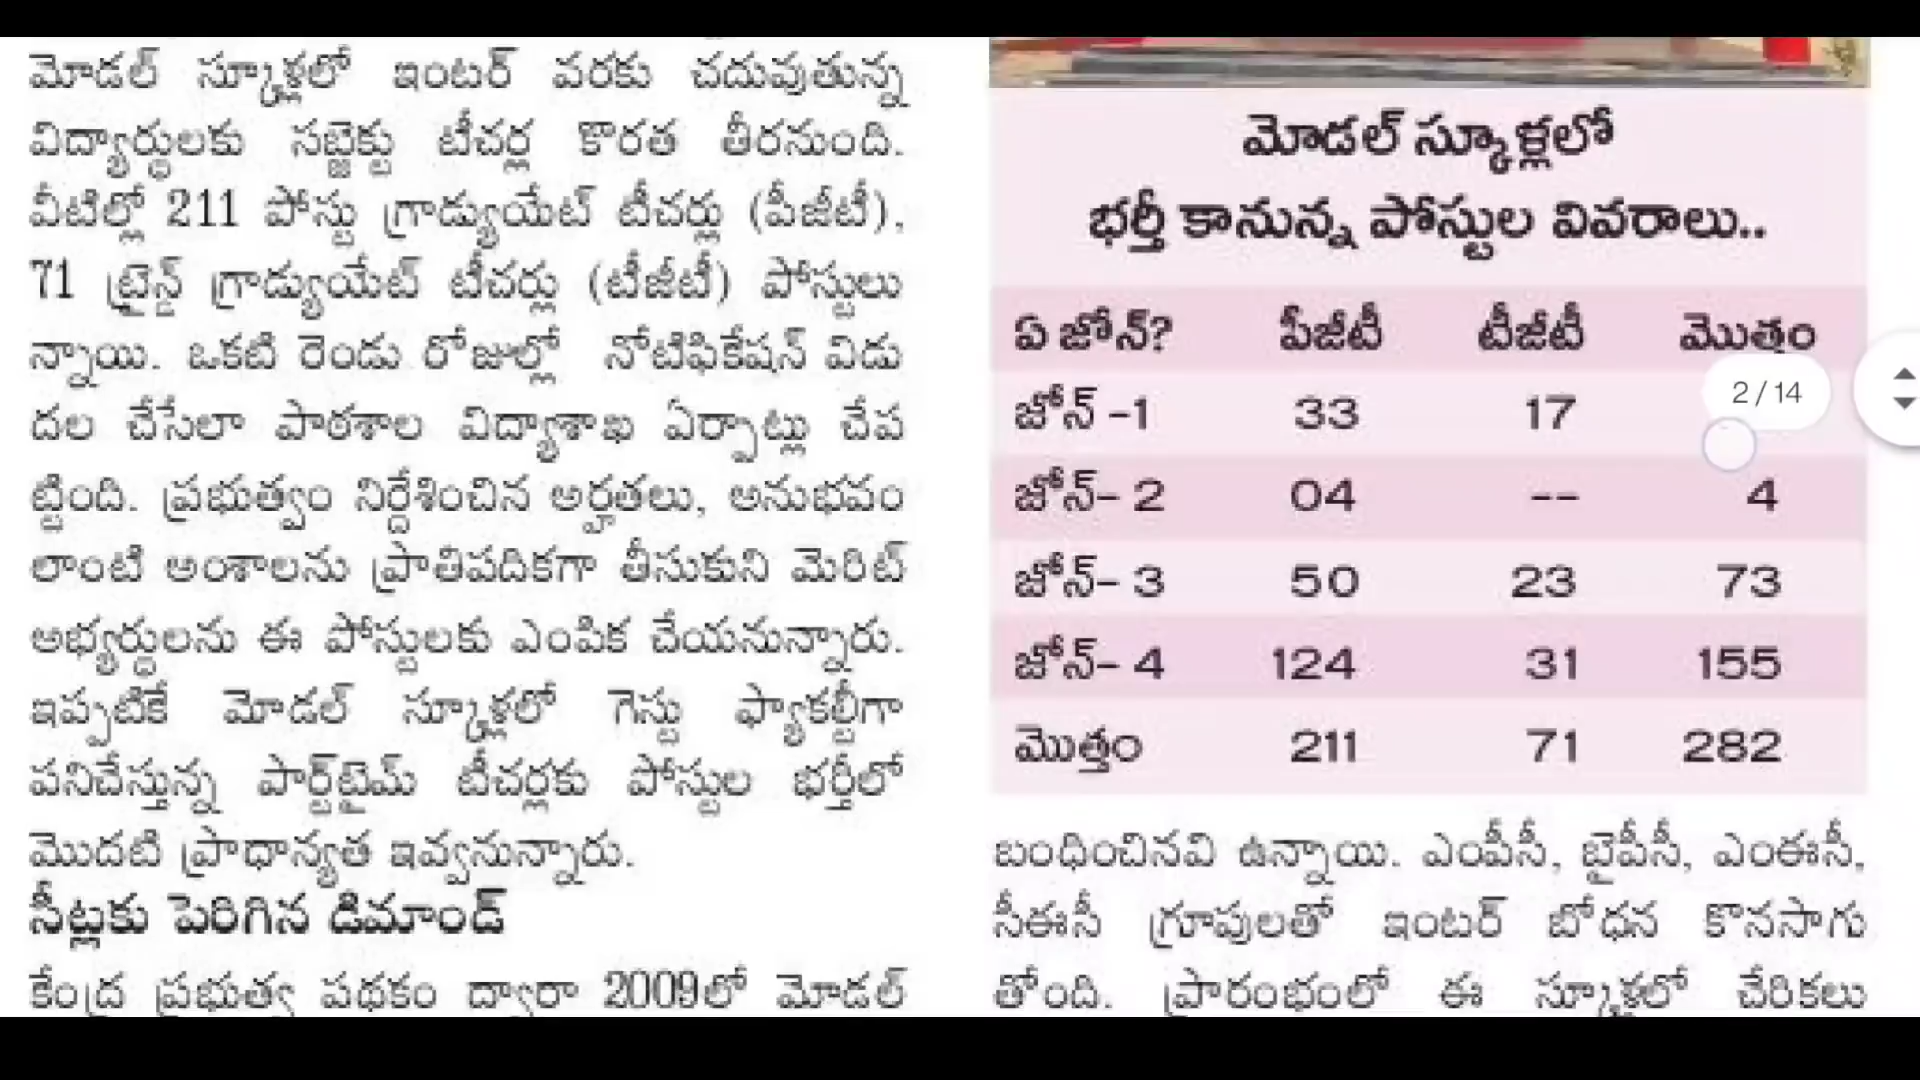 మోడల్ స్కూళ్లలో ఇంటర్ వరకు చదువుతున్న
విద్యార్థులకు సబ్జెక్టు టీచర్ల కొరత తీరనుంది.
వీటిల్లో 211 పోస్టు గ్రాడ్యుయేట్ టీచర్లు (పీజీటీ),
71 ట్రైన్డ్ గ్రాడ్యుయేట్ టీచర్లు (టీజీటీ) పోస్టులు
న్నాయి. ఒకటి రెండు రోజుల్లో నోటిఫికేషన్ విడు
దల చేసేలా పాఠశాల విద్యాశాఖ ఏర్పాట్లు చేప
ట్టింది. ప్రభుత్వం నిర్దేశించిన అర్హతలు, అనుభవం
లాంటి అంశాలను ప్రాతిపదికగా తీసుకుని మెరిట్
అభ్యర్థులను ఈ పోస్టులకు ఎంపిక చేయనున్నారు.
ఇప్పటికే మోడల్ స్కూళ్లలో గెస్టు ఫ్యాకల్టీగా
పనిచేస్తున్న పార్ట్‌టైమ్ టీచర్లకు పోస్టుల భర్తీలో
మొదటి ప్రాధాన్యత ఇవ్వనున్నారు.
సీట్లకు పెరిగిన డిమాండ్
కేంద్ర ప్రభుత్వ పథకం ద్వారా 2009లో మోడల్
మోడల్ స్కూళ్లలో
భర్తీ కానున్న పోస్టుల వివరాలు..
ఏ జోన్? పీజీటీ టీజీటీ మొత్తం
జోన్ -1 33 17
2 / 14
జోన్- 2 04 -- 4
జోన్- 3 50 23 73
జోన్- 4 124 31 155
మొత్తం 211 71 282
బంధించినవి ఉన్నాయి. ఎంపీసీ, బైపీసీ, ఎంఈసీ,
సీఈసీ గ్రూపులతో ఇంటర్ బోధన కొనసాగు
తోంది. ప్రారంభంలో ఈ స్కూళ్లలో చేరికలు